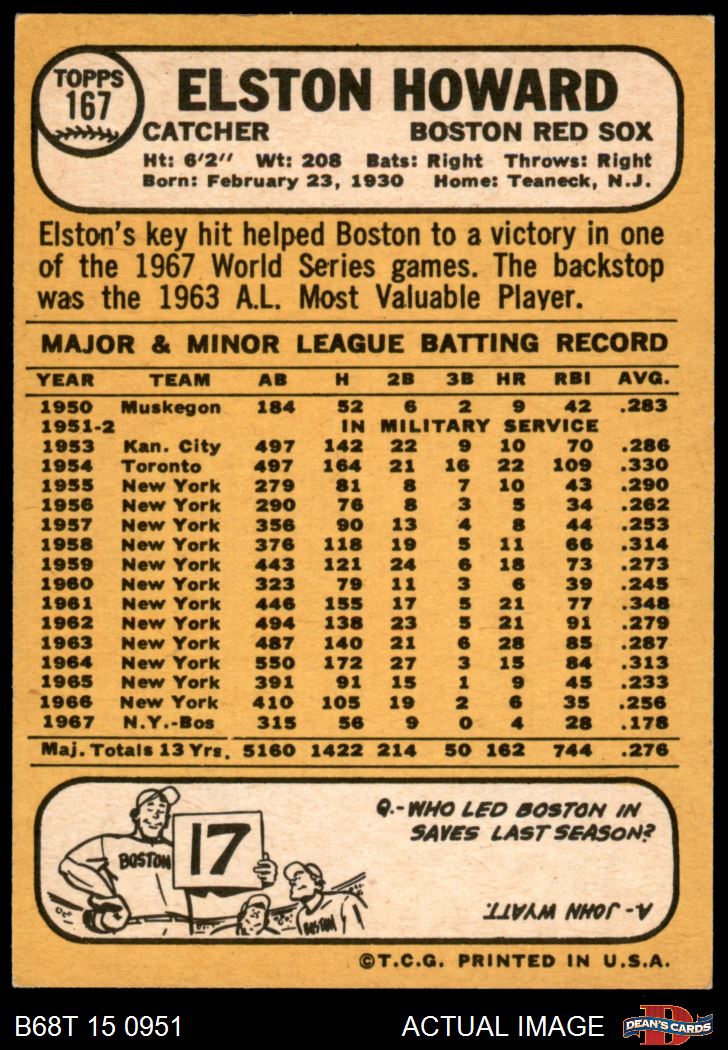 TOPPS
167
ELSTON HOWARD
CATCHER BOSTON RED SOX
Ht: 6'2" Wt: 208 Bats: Right Throws: Right
Born: February 23, 1930 Home: Teaneck, N.J.
Elston's key hit helped Boston to a victory in one
of the 1967 World Series games. The backstop
was the 1963 A.L. Most Valuable Player.
MAJOR & MINOR LEAGUE BATTING RECORD
YEAR TEAM AB H 2B 3B HR RBI AVG.
1950 Muskegon 184 52 6 2 9 42 .283
1951-2 IN MILITARY SERVICE
1953 Kan. City 497 142 22 9 10 70 .286
1954 Toronto 497 164 21 16 22 109 .330
1955 New York 279 81 8 7 10 43 .290
1956 New York 290 76 8 3 5 34 .262
1957 New York 356 90 13 4 8 44 .253
1958 New York 376 118 19 5 11 66 .314
1959 New York 443 121 24 6 18 73 .273
1960 New York 323 79 11 3 6 39 .245
1961 New York 446 155 17 5 21 77 .348
1962 New York 494 138 23 5 21 91 .279
1963 New York 487 140 21 6 28 85 .287
1964 New York 550 172 27 3 15 84 .313
1965 New York 391 91 15 1 9 45 .233
1966 New York 410 105 19 2 6 35 .256
1967 N.Y.-Bos 315 56 9 0 4 28 .178
Maj. Totals 13 Yrs. 5160 1422 214 50 162 744 .276
BOSTON
17
BOSTON
Q.-WHO LED BOSTON IN
SAVES LAST SEASON?
A.- JOHN WYATT.
©T.C.G. PRINTED IN U.S.A.
B68T 15 0951 ACTUAL IMAGE
D
DEAN'S CARDS